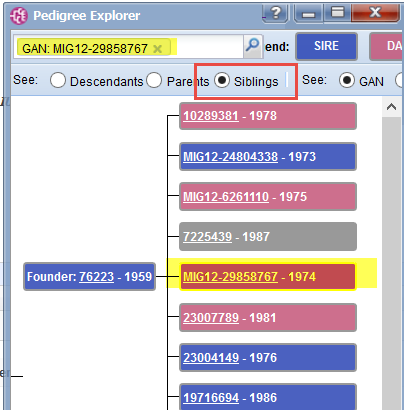 Pedigree Explorer
GAN: MIG12-29858767 × end: SIRE DA
See: Descendants Parents Siblings See: GAN
10289381 - 1978
MIG12-24804338 - 1973
MIG12-6261110 - 1975
7225439 - 1987
Founder: 76223 - 1959
MIG12-29858767 - 1974
23007789 - 1981
23004149 - 1976
19716694 - 1986